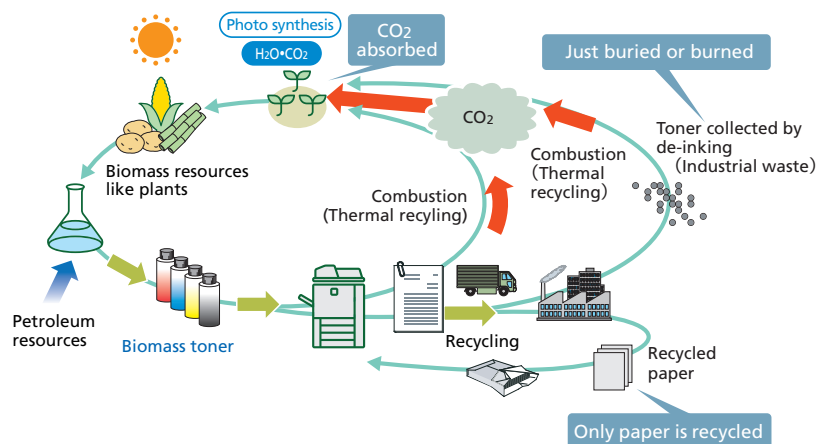 Photo synthesis
H2O•CO2
CO2
absorbed
Just buried or burned
CO2
Toner collected by
de-inking
(Industrial waste)
Combustion
(Thermal
recycling)
Biomass resources
like plants
Combustion
(Thermal recyling)
Petroleum
resources
Biomass toner
Recycling
Recycled
paper
Only paper is recycled